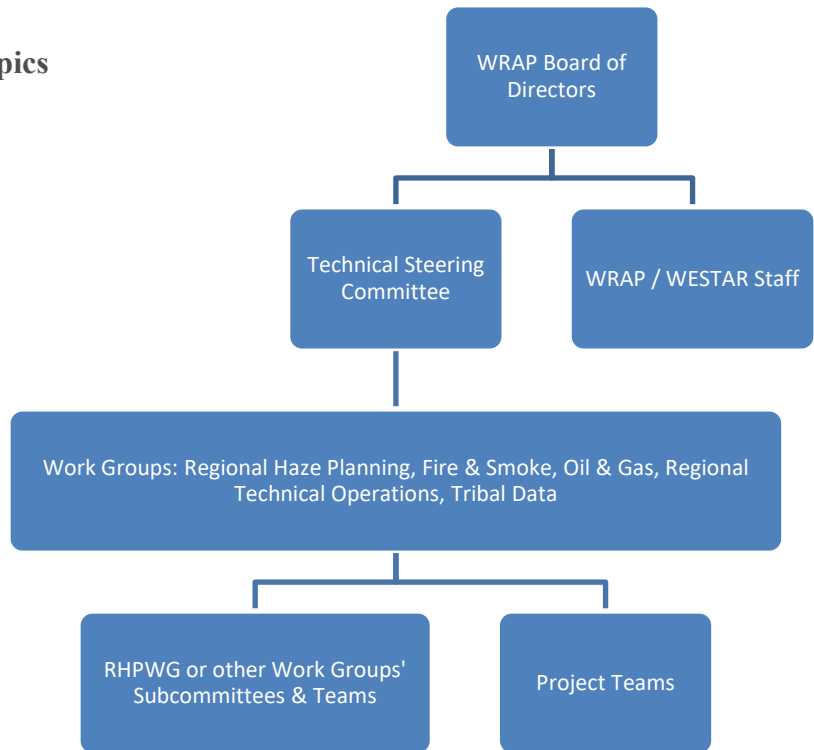 pics
WRAP Board of
Directors
Technical Steering
Committee
WRAP / WESTAR Staff
Work Groups: Regional Haze Planning, Fire & Smoke, Oil & Gas, Regional
Technical Operations, Tribal Data
RHPWG or other Work Groups'
Subcommittees & Teams
Project Teams